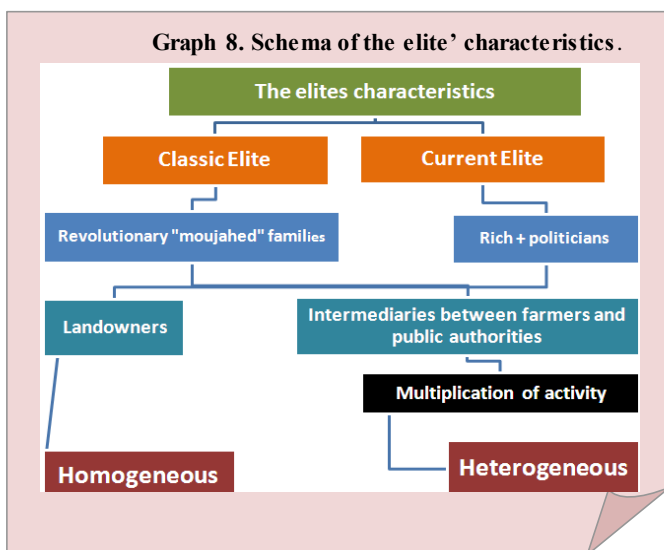 Graph 8. Schema of the elite’ characteristics.
The elites characteristics
Classic Elite
Current Elite
Revolutionary "moujahed" families
Rich + politicians
Landowners
Intermediaries between farmers and
public authorities
Multiplication of activity
Homogeneous
Heterogeneous